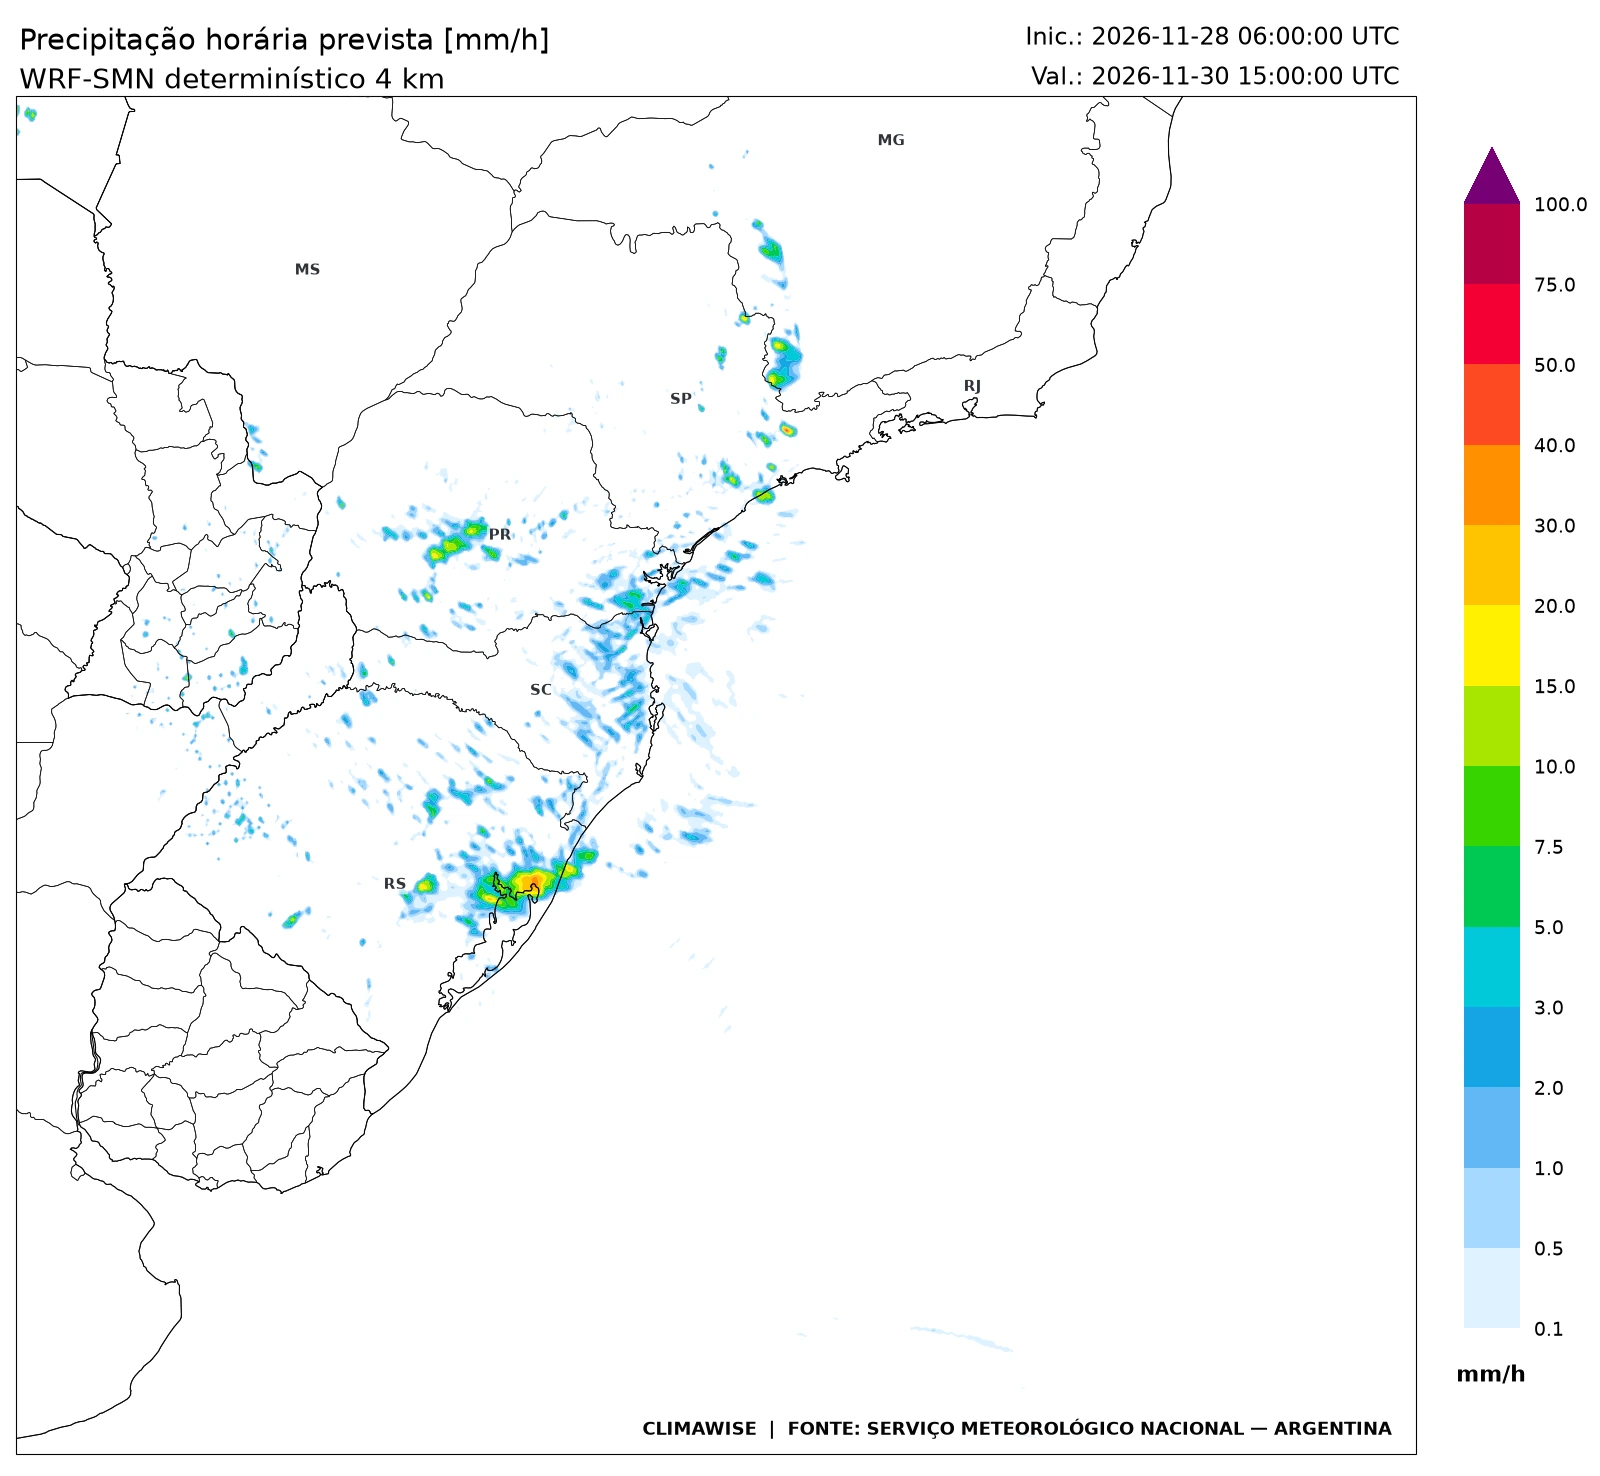 Precipitação horária prevista [mm/h]
WRF-SMN determinístico 4 km
Inic.: 2026-11-28 06:00:00 UTC
Val.: 2026-11-30 15:00:00 UTC
MG
MS
RJ
SP
PR
SC
RS
100.0
75.0
50.0
40.0
30.0
20.0
15.0
10.0
7.5
5.0
3.0
2.0
1.0
0.5
0.1
mm/h
CLIMAWISE | FONTE: SERVIÇO METEOROLÓGICO NACIONAL — ARGENTINA